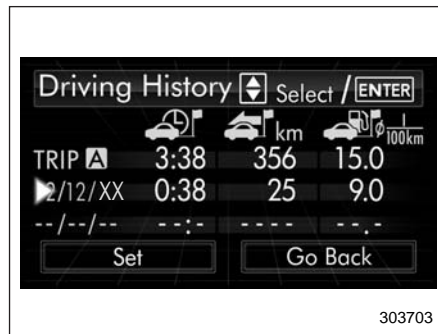 Driving History Select / ENTER
km ø l/100km
TRIP A 3:38 356 15.0
2/12/XX 0:38 25 9.0
--/--/-- --:- ---- --.-
Set Go Back
303703